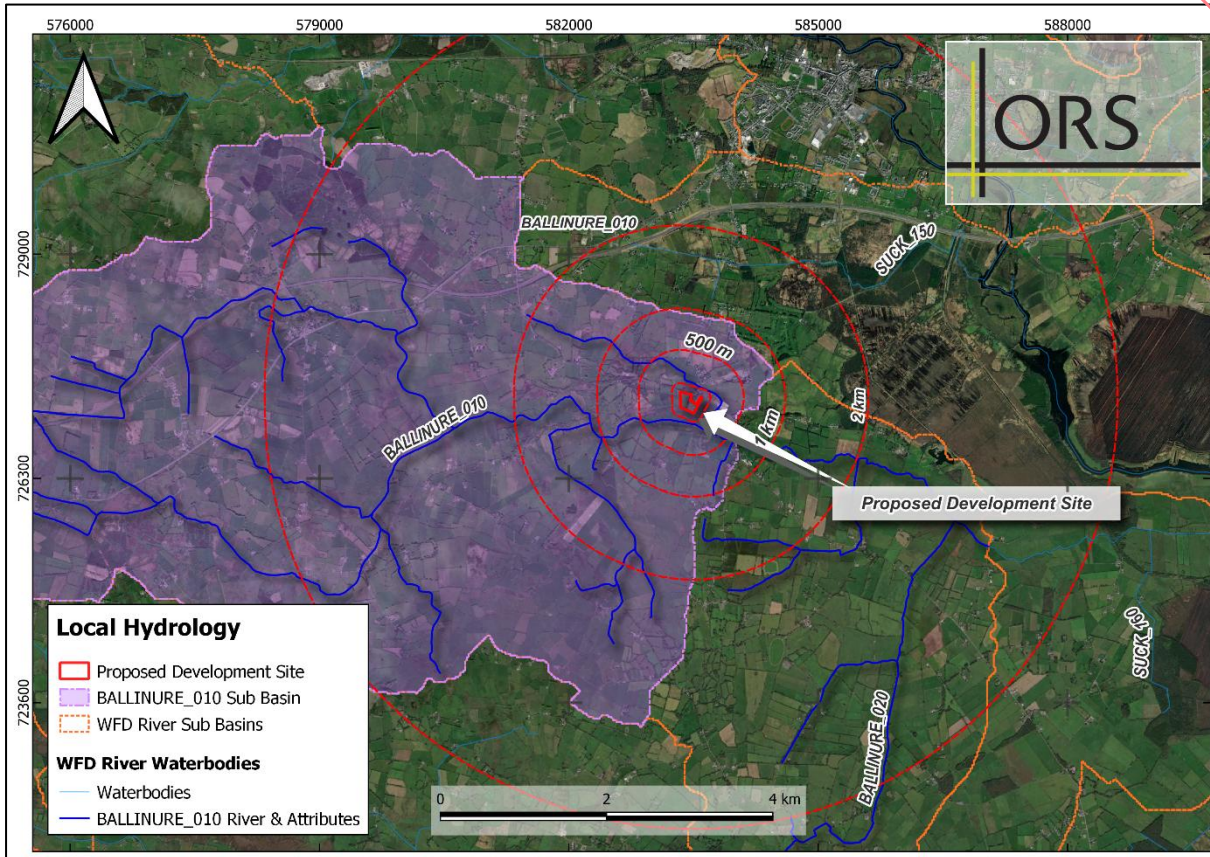 576000 579000 582000 585000 588000
ORS
729000
726300
723600
BALLINURE_010
SUCK_150
500 m
1 km
2 km
BALLINURE_010
Proposed Development Site
SUCK_160
BALLINURE_020
Local Hydrology
Proposed Development Site
BALLINURE_010 Sub Basin
WFD River Sub Basins
WFD River Waterbodies
Waterbodies
BALLINURE_010 River & Attributes
0 2 4 km